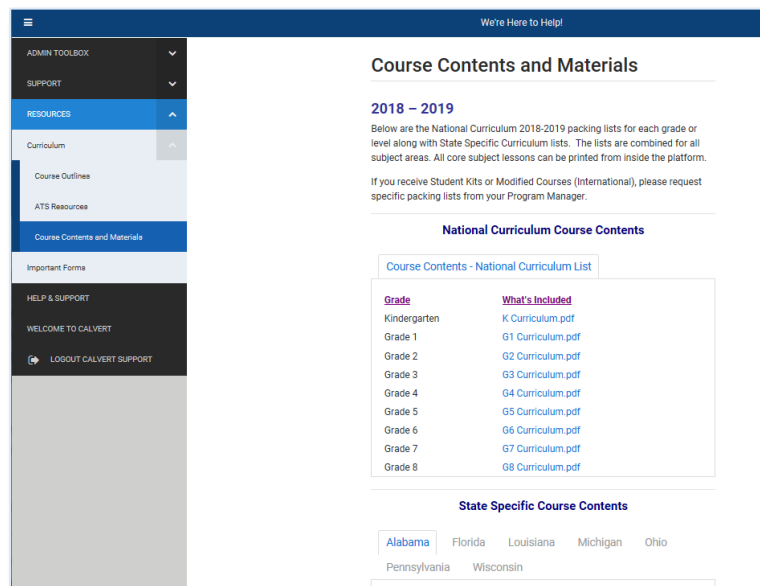 We're Here to Help!
ADMIN TOOLBOX
SUPPORT
RESOURCES
Curriculum
Course Outlines
ATS Resources
Course Contents and Materials
Important Forms
HELP & SUPPORT
WELCOME TO CALVERT
LOGOUT CALVERT SUPPORT
Course Contents and Materials
2018 – 2019
Below are the National Curriculum 2018-2019 packing lists for each grade or
level along with State Specific Curriculum lists. The lists are combined for all
subject areas. All core subject lessons can be printed from inside the platform.
If you receive Student Kits or Modified Courses (International), please request
specific packing lists from your Program Manager.
National Curriculum Course Contents
Course Contents - National Curriculum List
Grade What's Included
Kindergarten K Curriculum.pdf
Grade 1 G1 Curriculum.pdf
Grade 2 G2 Curriculum.pdf
Grade 3 G3 Curriculum.pdf
Grade 4 G4 Curriculum.pdf
Grade 5 G5 Curriculum.pdf
Grade 6 G6 Curriculum.pdf
Grade 7 G7 Curriculum.pdf
Grade 8 G8 Curriculum.pdf
State Specific Course Contents
Alabama Florida Louisiana Michigan Ohio
Pennsylvania Wisconsin